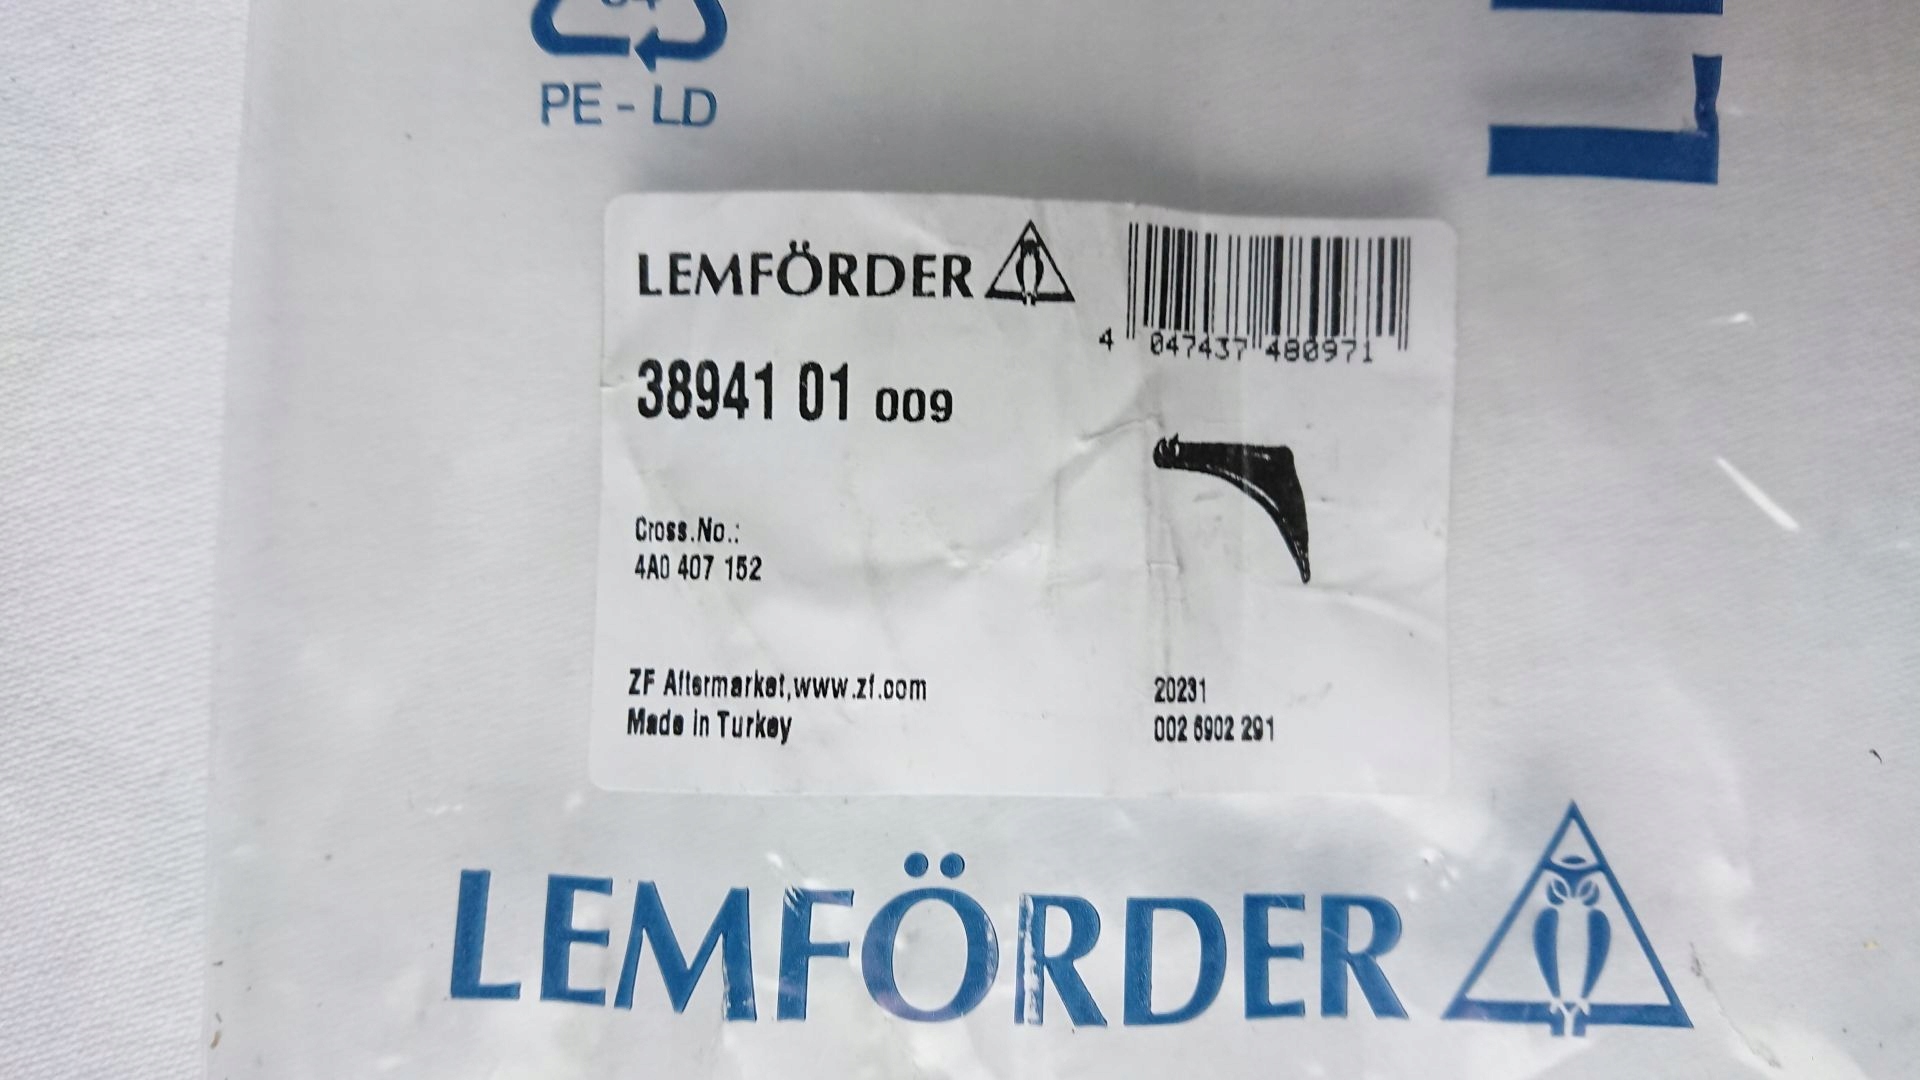 PE - LD
LEMFÖRDER
4 047437 480971
38941 01 009
Cross.No.:
4A0 407 152
ZF Aftermarket,www.zf.com
Made in Turkey
20231
002 6902 291
LEMFÖRDER